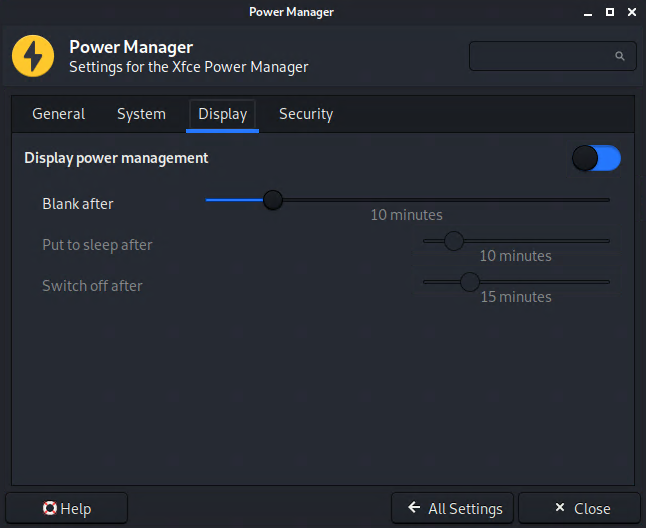 Power Manager
Power Manager
Settings for the Xfce Power Manager
General System Display Security
Display power management
Blank after
10 minutes
Put to sleep after
10 minutes
Switch off after
15 minutes
Help All Settings Close